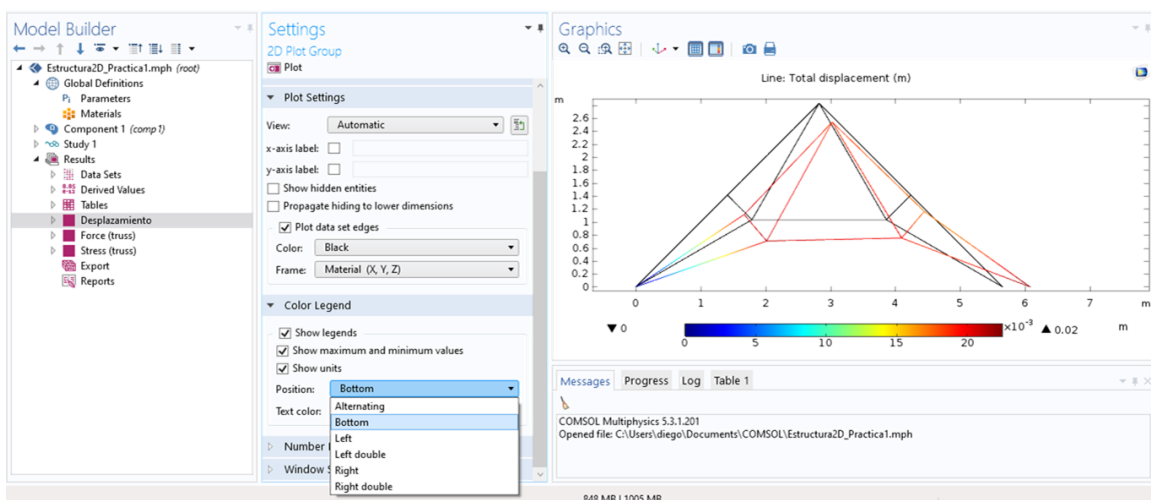 Model Builder
Estructura2D_Practica1.mph (root)
Global Definitions
Pi Parameters
Materials
Component 1 (comp1)
Study 1
Results
Data Sets
8.85
e-12 Derived Values
Tables
Desplazamiento
Force (truss)
Stress (truss)
Export
Reports
Settings
2D Plot Group
Plot
Plot Settings
View: Automatic
x-axis label:
y-axis label:
Show hidden entities
Propagate hiding to lower dimensions
Plot data set edges
Color: Black
Frame: Material (X, Y, Z)
Color Legend
Show legends
Show maximum and minimum values
Show units
Position: Bottom
Text color:
Alternating
Bottom
Left
Left double
Right
Right double
Number
Window S
Graphics
Line: Total displacement (m)
m
2.6
2.4
2.2
2
1.8
1.6
1.4
1.2
1
0.8
0.6
0.4
0.2
0
0 1 2 3 4 5 6 7 m
▼ 0 ×10⁻³ ▲ 0.02 m
0 5 10 15 20
Messages Progress Log Table 1
COMSOL Multiphysics 5.3.1.201
Opened file: C:\Users\diego\Documents\COMSOL\Estructura2D_Practica1.mph
848 MB | 1005 MB